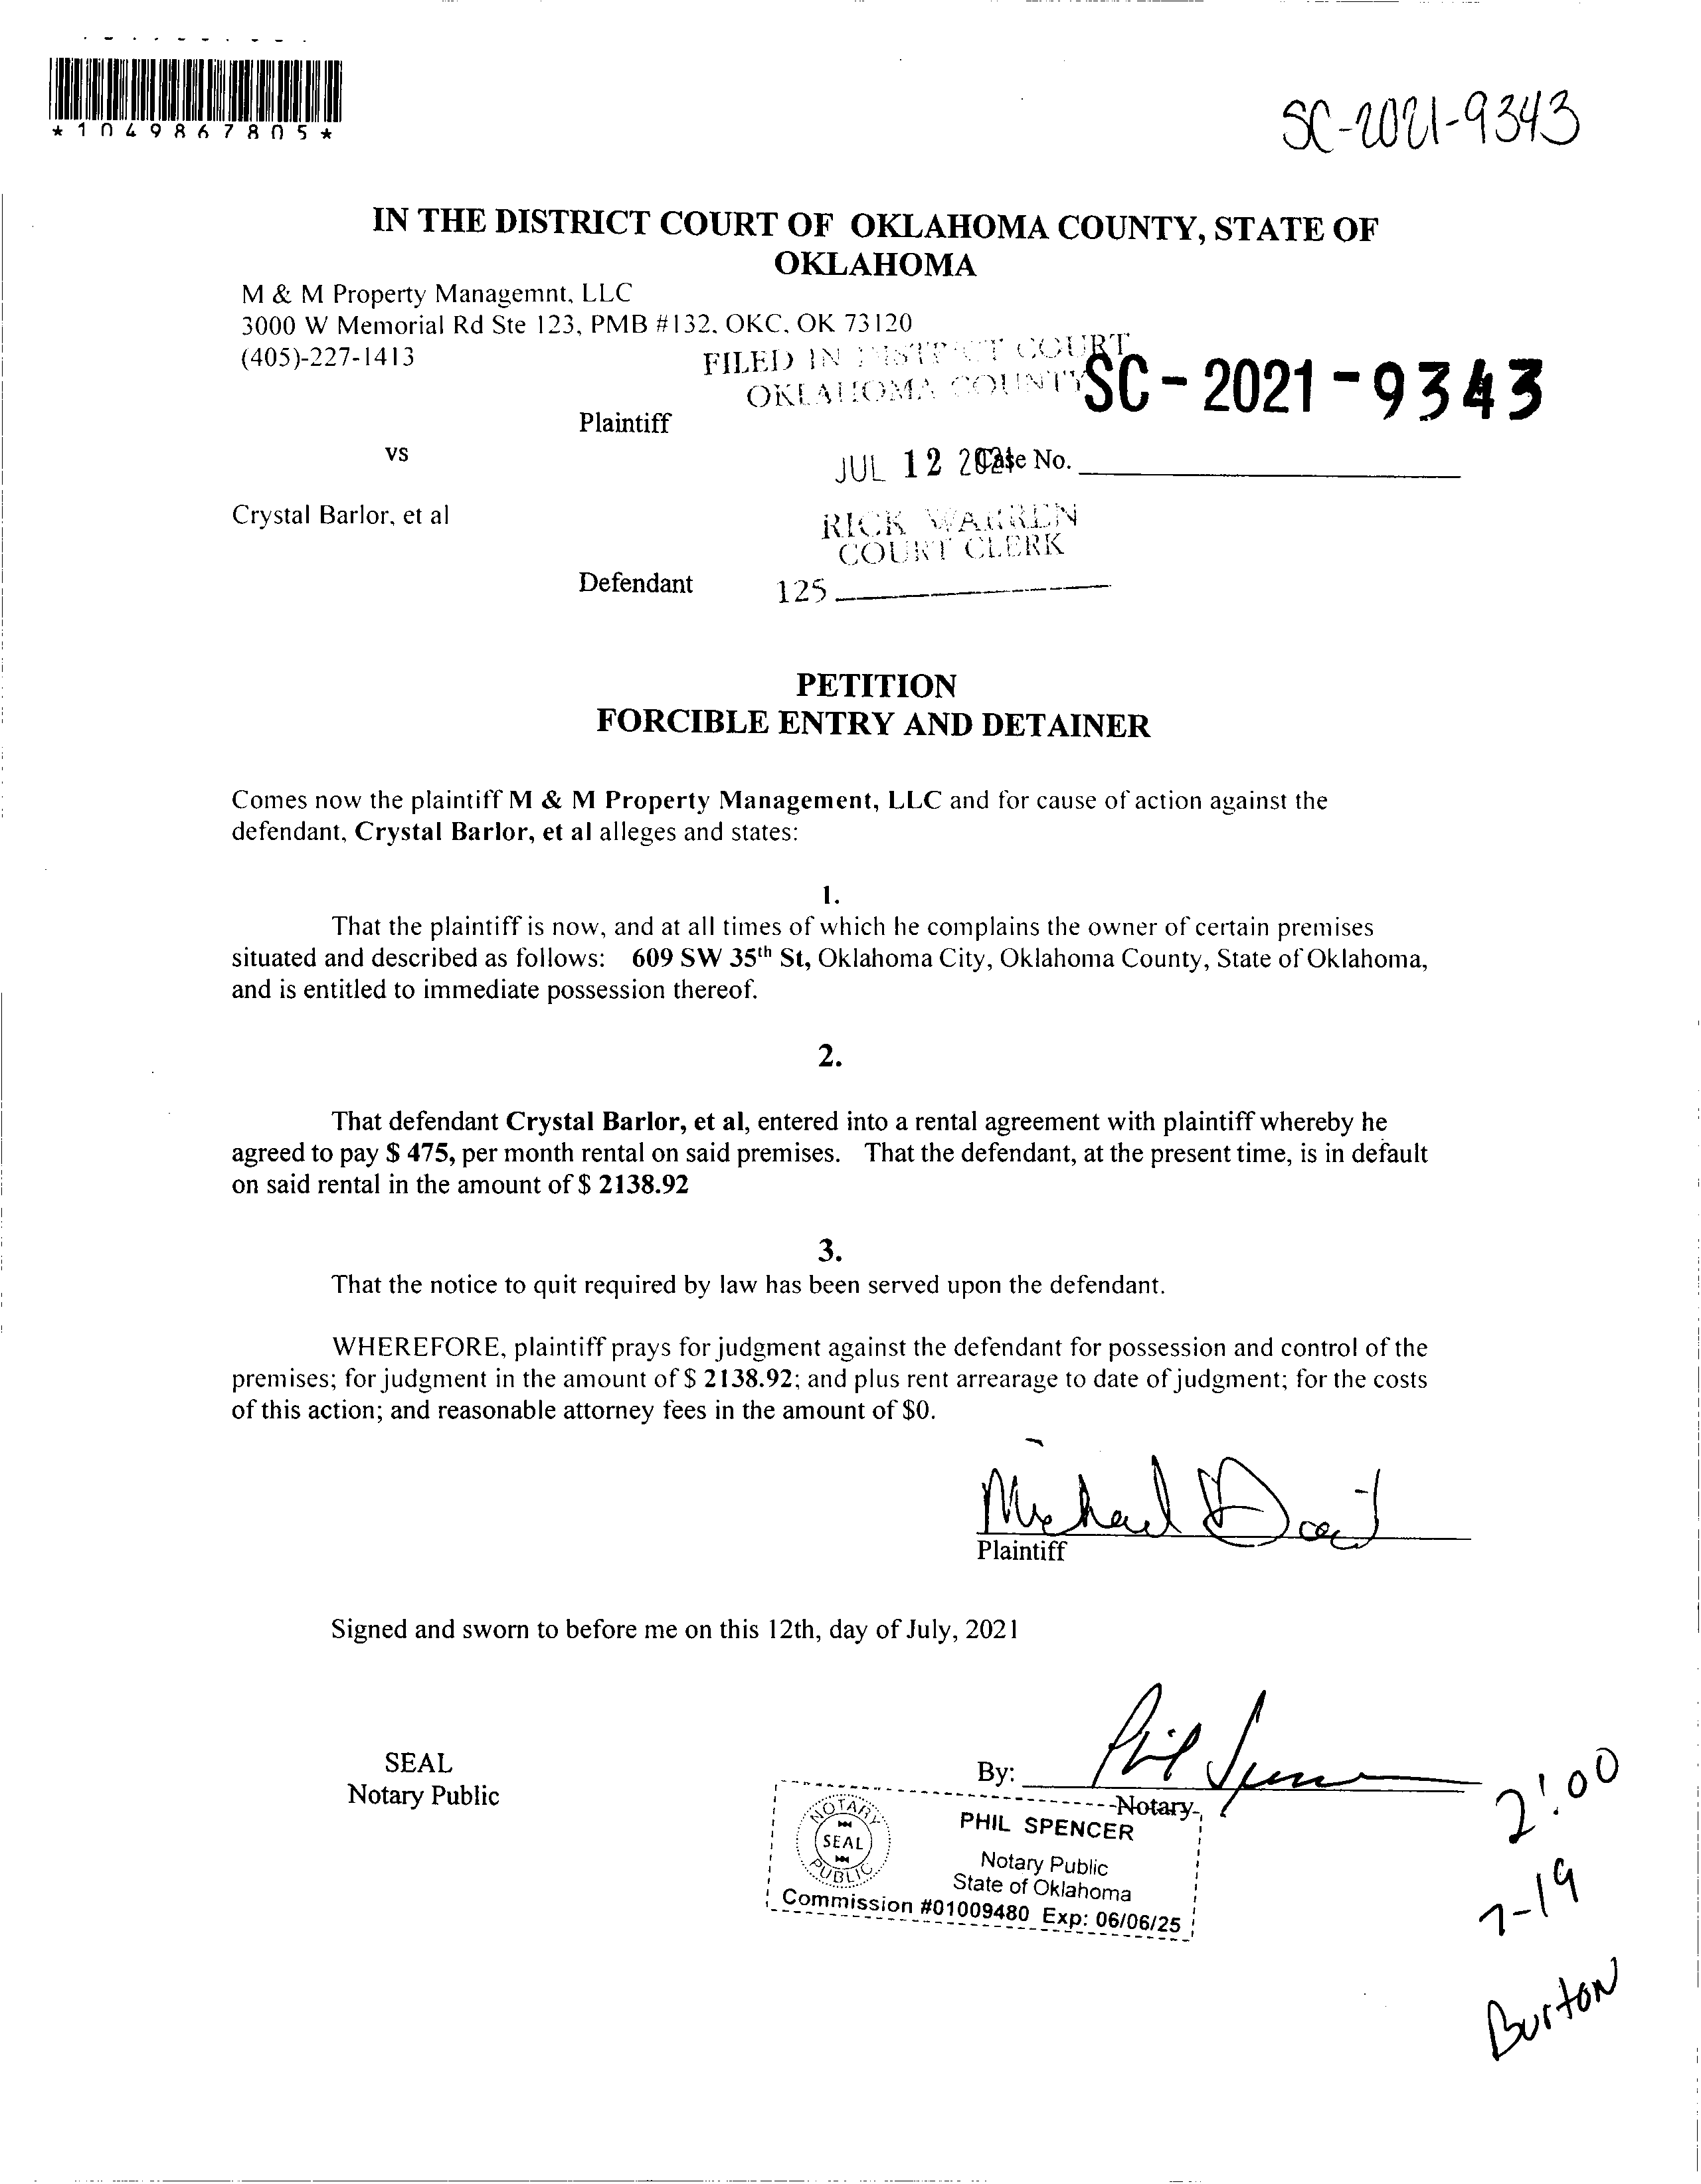 *1049867805*
SC-2021-9343
IN THE DISTRICT COURT OF OKLAHOMA COUNTY, STATE OF
OKLAHOMA
M & M Property Managemnt, LLC
3000 W Memorial Rd Ste 123, PMB #132, OKC, OK 73120
(405)-227-1413
FILED IN DISTRICT COURT
OKLAHOMA COUNTY
SC - 2021 - 9343
Plaintiff
vs
JUL 12 2021
Case No.
Crystal Barlor, et al
RICK WARREN
COURT CLERK
Defendant
125
PETITION
FORCIBLE ENTRY AND DETAINER
Comes now the plaintiff M & M Property Management, LLC and for cause of action against the
defendant, Crystal Barlor, et al alleges and states:
1.
That the plaintiff is now, and at all times of which he complains the owner of certain premises
situated and described as follows: 609 SW 35th St, Oklahoma City, Oklahoma County, State of Oklahoma,
and is entitled to immediate possession thereof.
2.
That defendant Crystal Barlor, et al, entered into a rental agreement with plaintiff whereby he
agreed to pay $ 475, per month rental on said premises. That the defendant, at the present time, is in default
on said rental in the amount of $ 2138.92
3.
That the notice to quit required by law has been served upon the defendant.
WHEREFORE, plaintiff prays for judgment against the defendant for possession and control of the
premises; for judgment in the amount of $ 2138.92; and plus rent arrearage to date of judgment; for the costs
of this action; and reasonable attorney fees in the amount of $0.
Michael
Plaintiff
Signed and sworn to before me on this 12th, day of July, 2021
SEAL
Notary Public
By: Phil Spencer
Notary
NOTARY
SEAL
PUBLIC
PHIL SPENCER
Notary Public
State of Oklahoma
Commission #01009480 Exp: 06/06/25
2:00
7-19
Burton